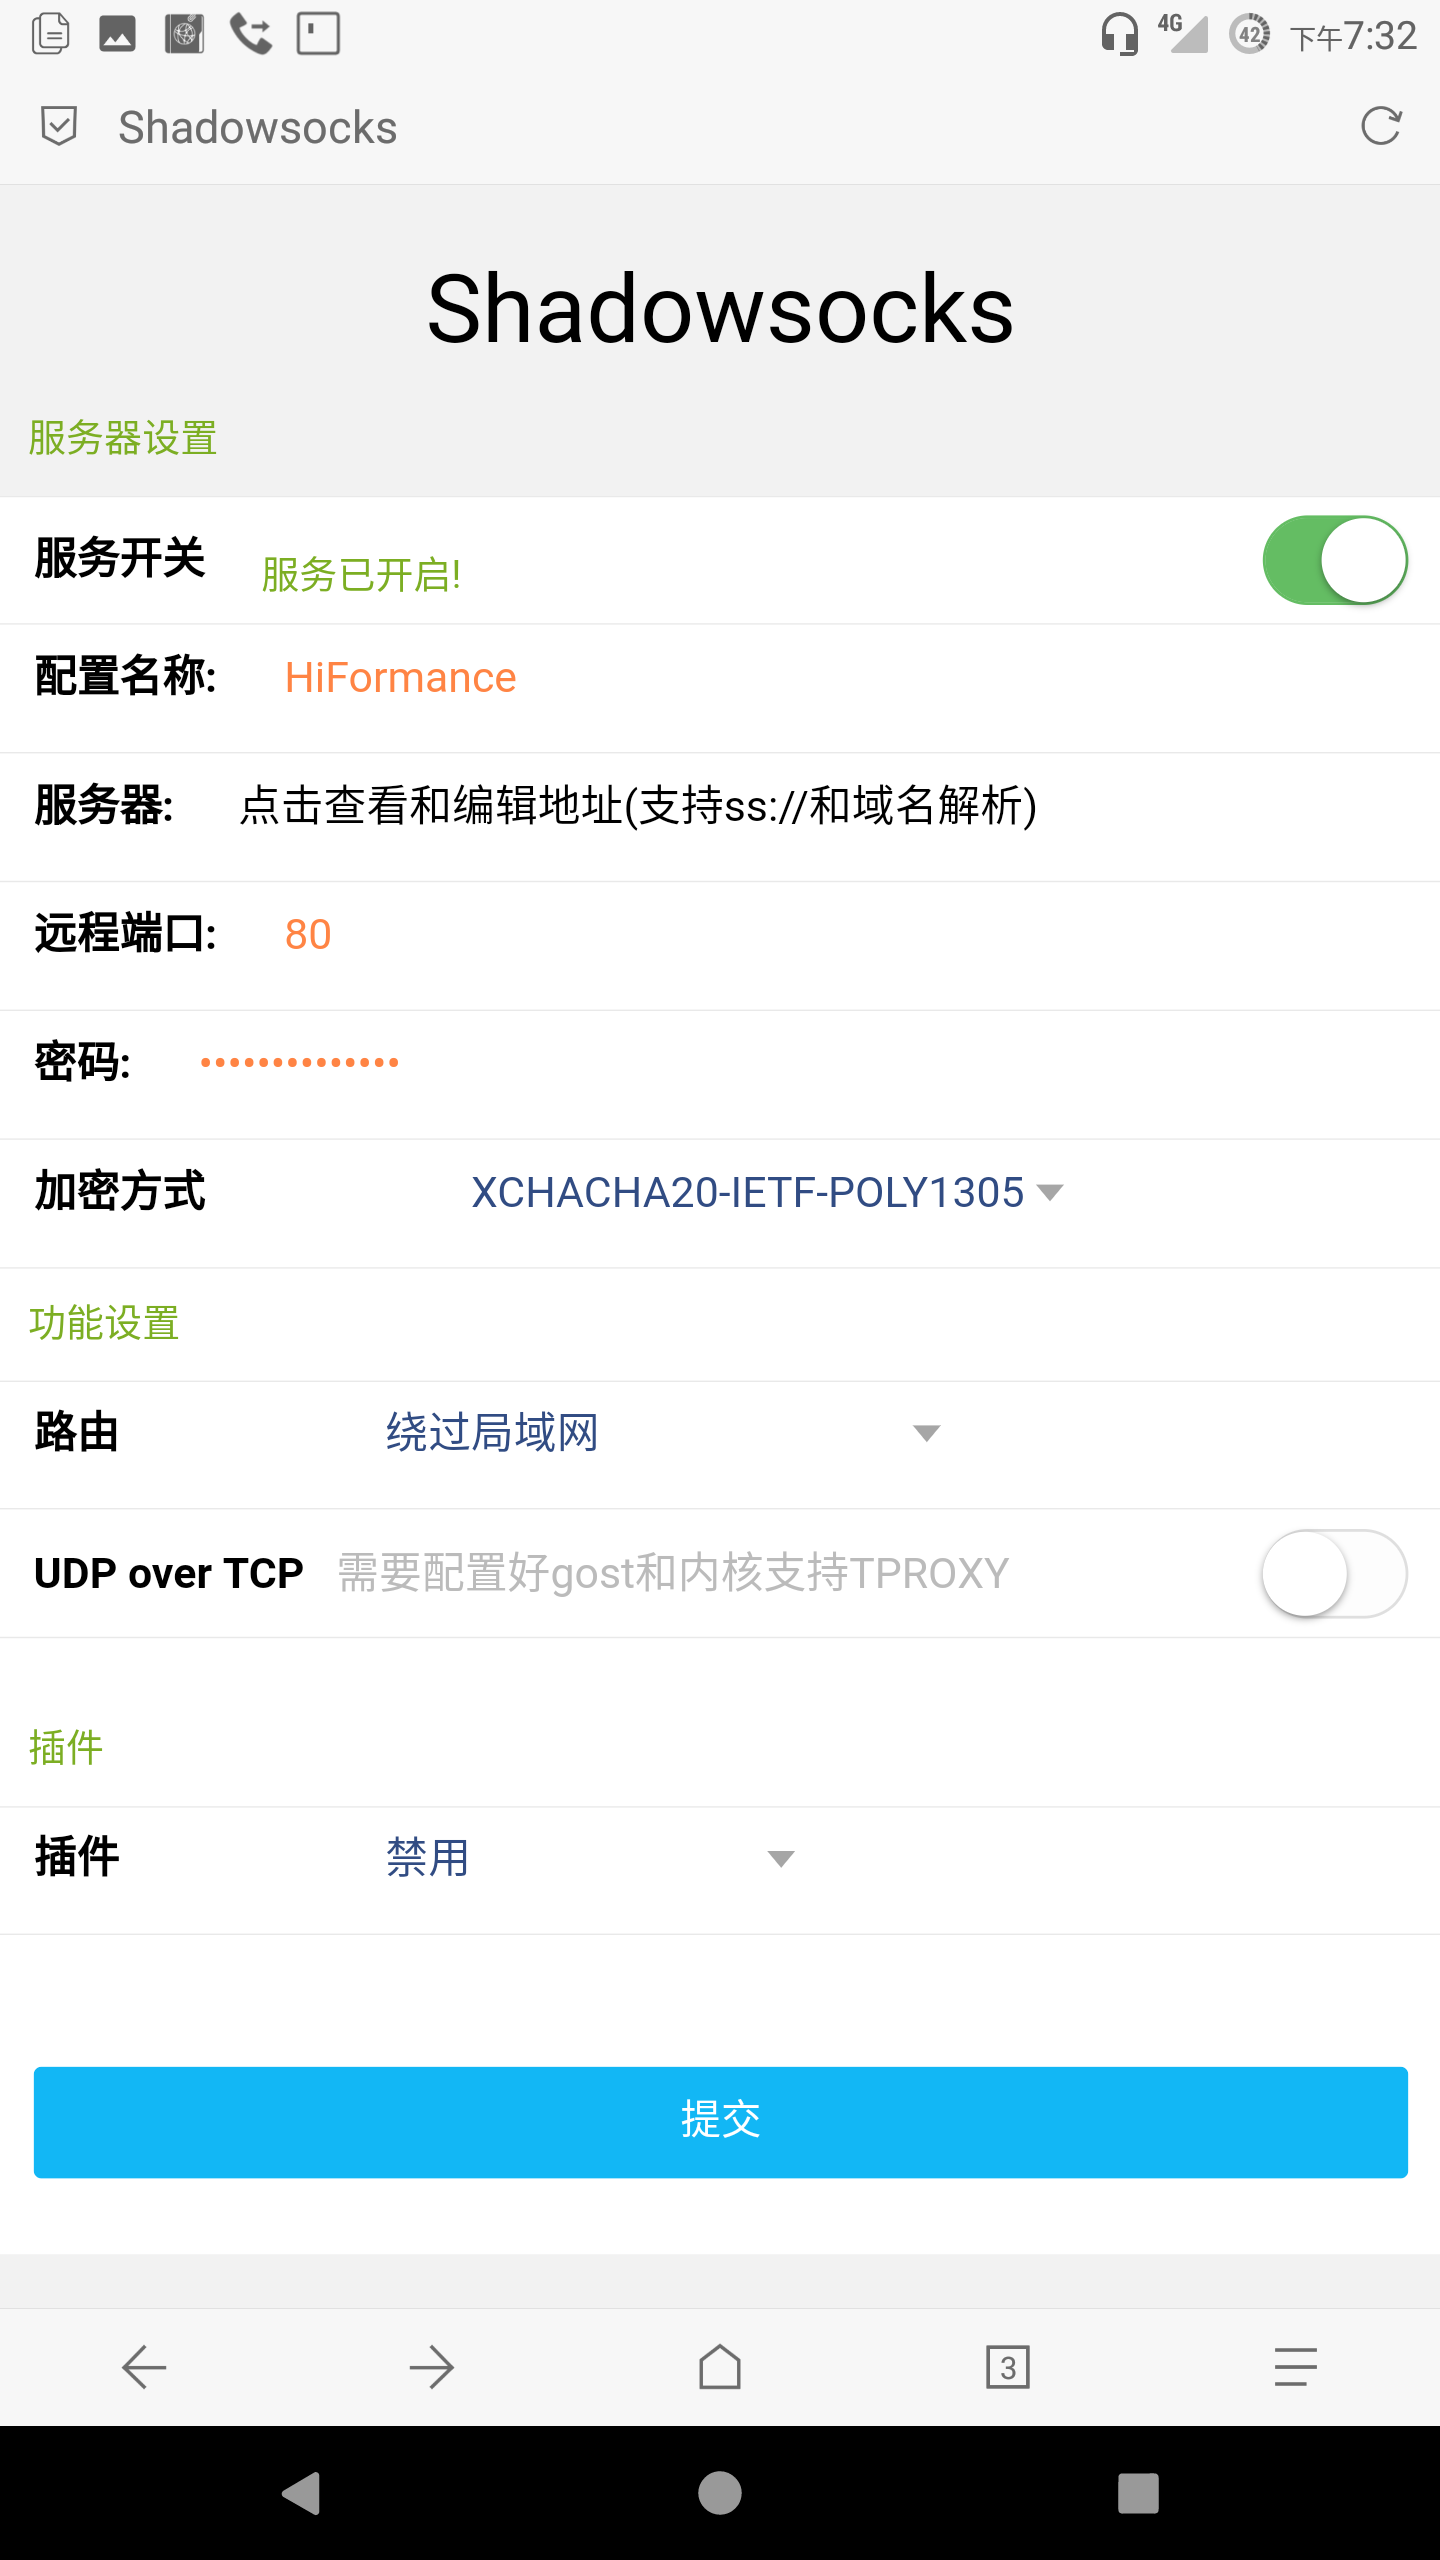 4G 42 下午7:32
Shadowsocks
Shadowsocks
服务器设置
服务开关 服务已开启!
配置名称: HiFormance
服务器: 点击查看和编辑地址(支持ss://和域名解析)
远程端口: 80
密码: ••••••••••••••
加密方式 XCHACHA20-IETF-POLY1305
功能设置
路由 绕过局域网
UDP over TCP 需要配置好gost和内核支持TPROXY
插件
插件 禁用
提交
3